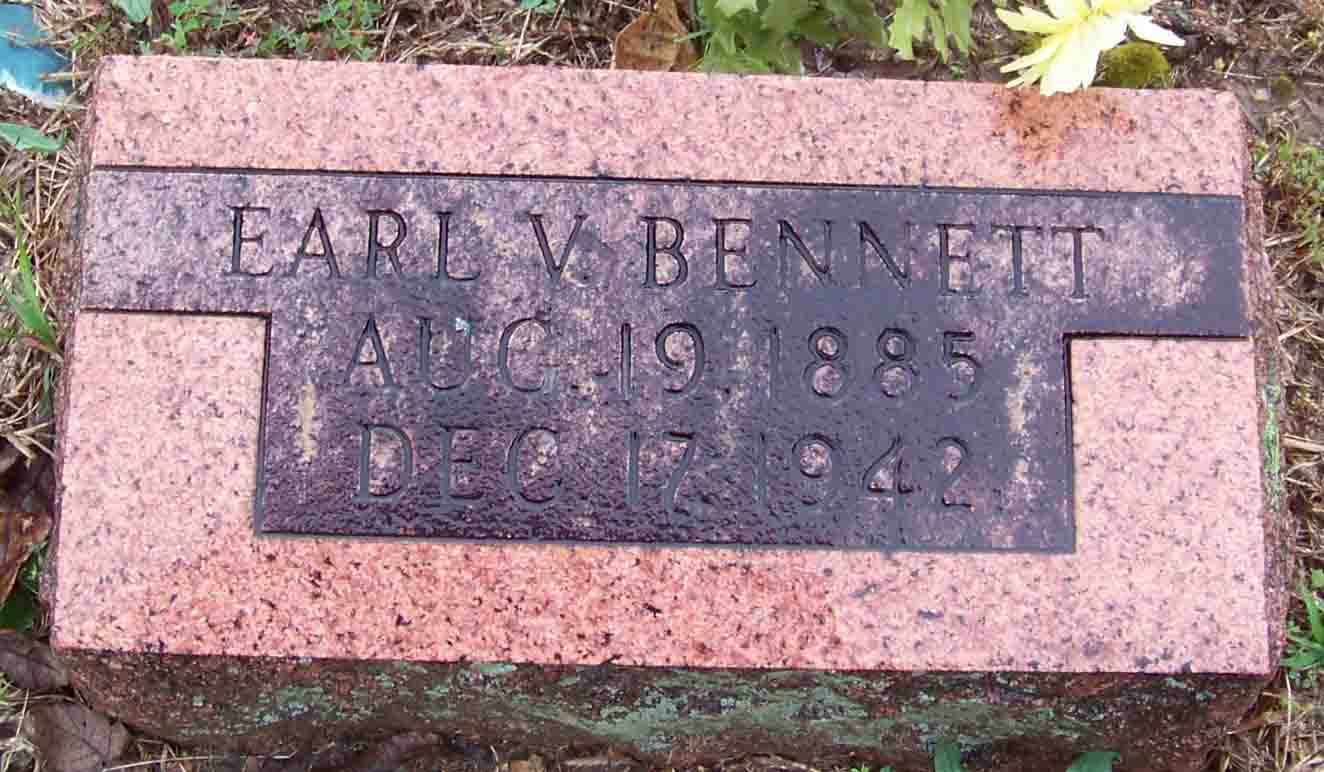 EARL V. BENNETT
AUG. 19. 1885
DEC. 17. 1942